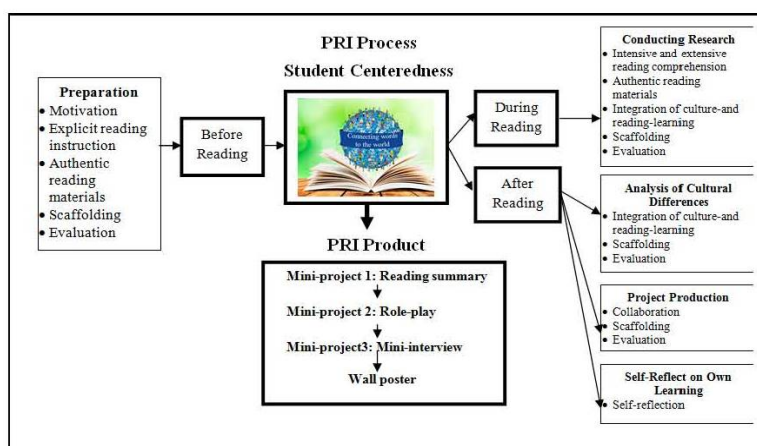 PRI Process
Student Centeredness
Preparation
• Motivation
• Explicit reading
instruction
• Authentic
reading
materials
• Scaffolding
• Evaluation
Before
Reading
Connecting words
to the world
During
Reading
After
Reading
Conducting Research
• Intensive and extensive
reading comprehension
• Authentic reading
materials
• Integration of culture-and
reading-learning
• Scaffolding
• Evaluation
Analysis of Cultural
Differences
• Integration of culture-and
reading-learning
• Scaffolding
• Evaluation
Project Production
• Collaboration
• Scaffolding
• Evaluation
Self-Reflect on Own
Learning
• Self-reflection
PRI Product
Mini-project 1: Reading summary
Mini-project 2: Role-play
Mini-project3: Mini-interview
Wall poster